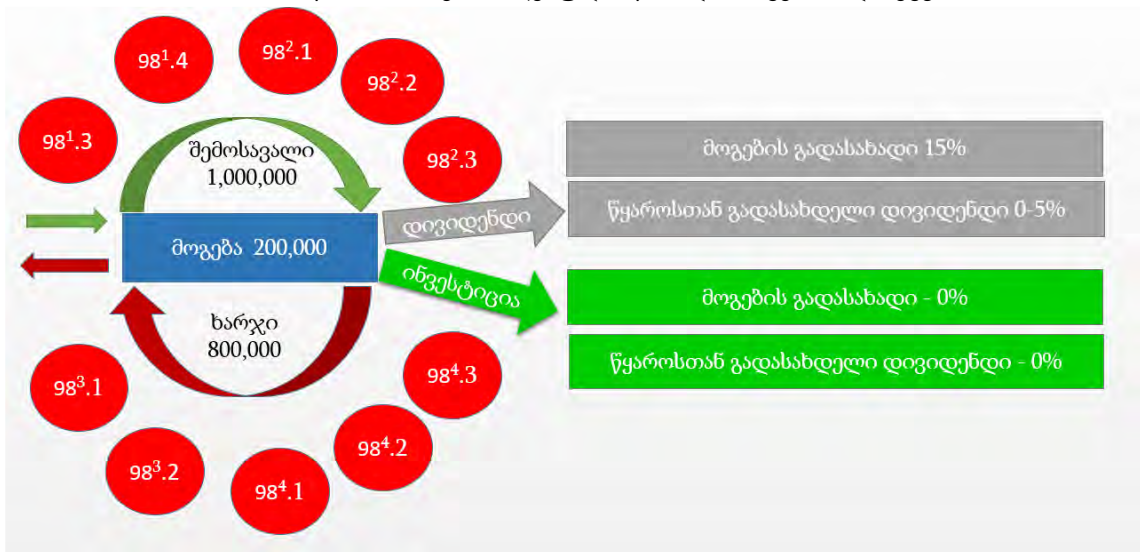 98¹.4
98².1
98².2
98¹.3
98².3
შემოსავალი
1,000,000
მოგება 200,000
ხარჯი
800,000
დივიდენდი
ინვესტიცია
მოგების გადასახადი 15%
წყაროსთან გადასახდელი დივიდენდი 0-5%
მოგების გადასახადი - 0%
წყაროსთან გადასახდელი დივიდენდი - 0%
98³.1
98⁴.3
98³.2
98⁴.2
98⁴.1